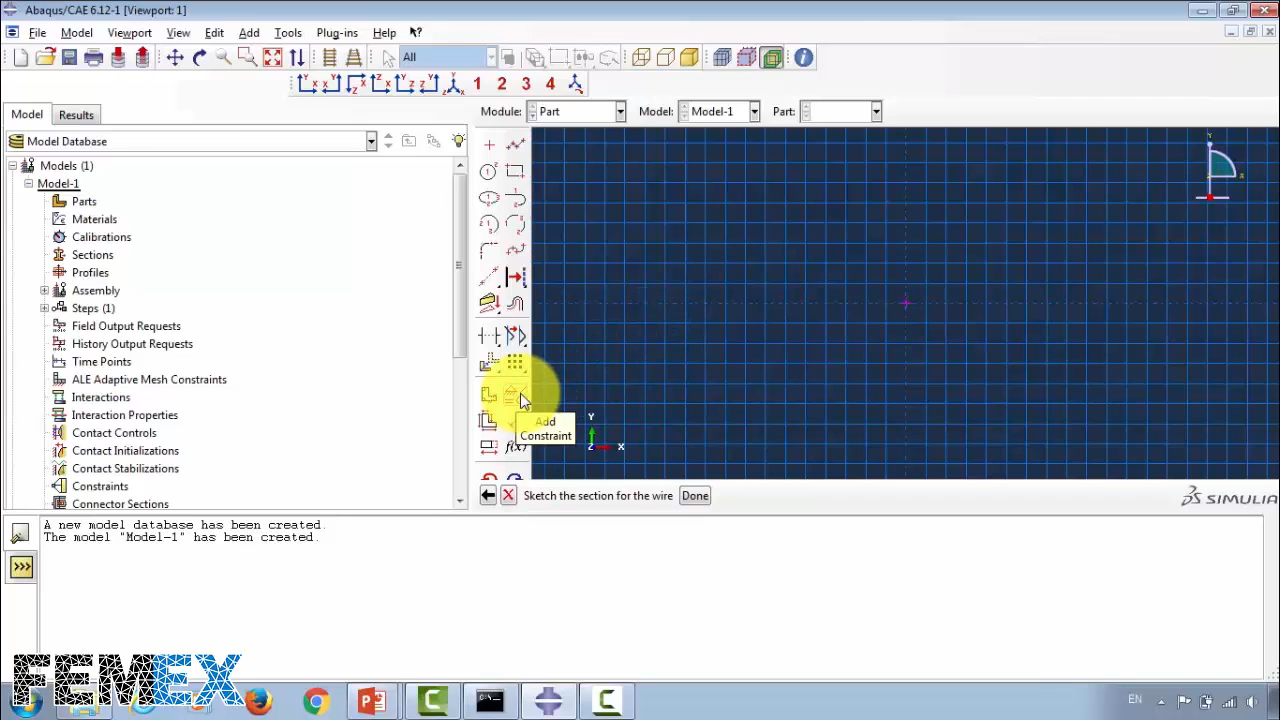 Abaqus/CAE 6.12-1 [Viewport: 1]
File Model Viewport View Edit Add Tools Plug-ins Help
All
1 2 3 4
Model Results
Module: Part Model: Model-1 Part:
Model Database
Models (1)
Model-1
Parts
Materials
Calibrations
Sections
Profiles
Assembly
Steps (1)
Field Output Requests
History Output Requests
Time Points
ALE Adaptive Mesh Constraints
Interactions
Interaction Properties
Contact Controls
Contact Initializations
Contact Stabilizations
Constraints
Connector Sections
Add
Constraint
f(x)
Y
Z X
Sketch the section for the wire Done
SIMULIA
A new model database has been created.
The model "Model-1" has been created.
>>>
FEMEX
EN